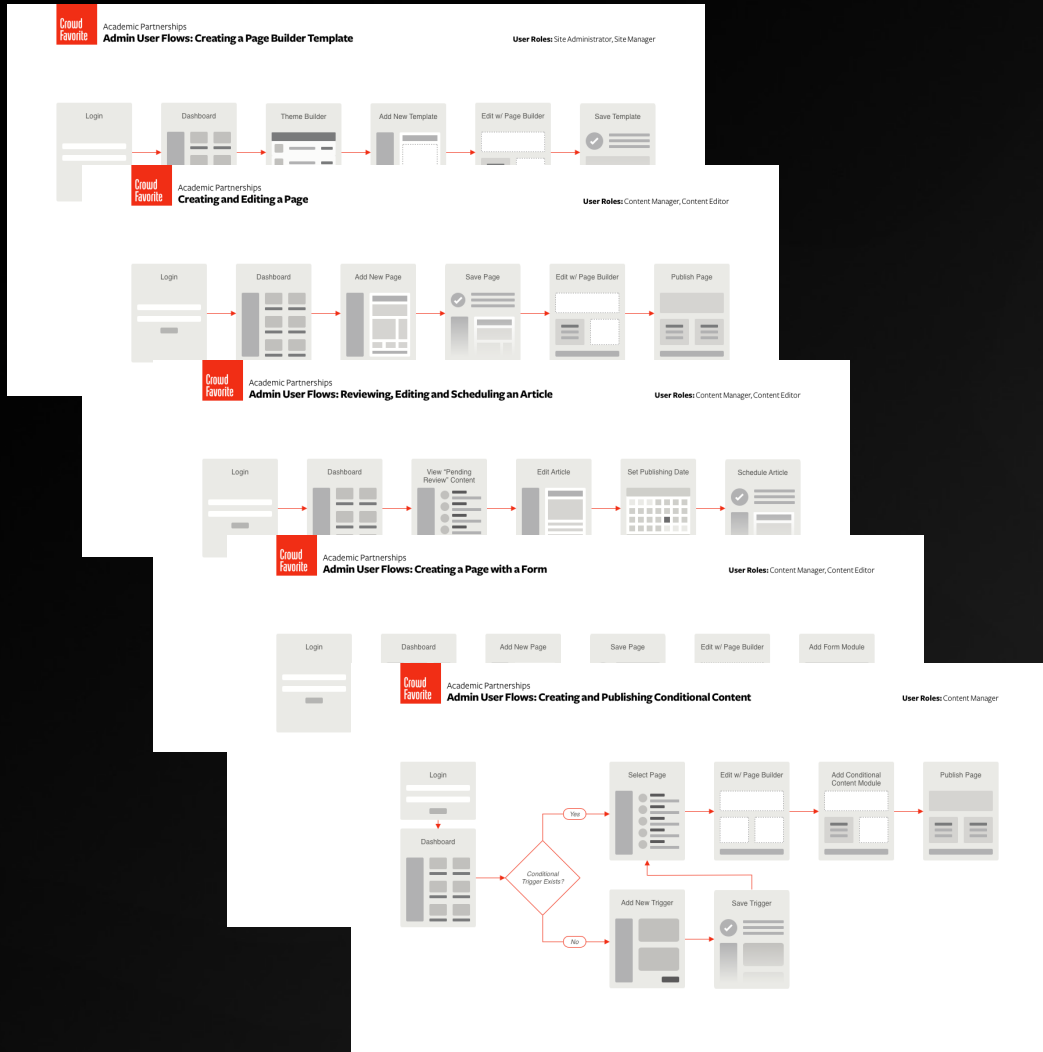 Crowd
Favorite
Academic Partnerships
Admin User Flows: Creating a Page Builder Template
User Roles: Site Administrator, Site Manager
Login
Dashboard
Theme Builder
Add New Template
Edit w/ Page Builder
Save Template
Crowd
Favorite
Academic Partnerships
Creating and Editing a Page
User Roles: Content Manager, Content Editor
Login
Dashboard
Add New Page
Save Page
Edit w/ Page Builder
Publish Page
Crowd
Favorite
Academic Partnerships
Admin User Flows: Reviewing, Editing and Scheduling an Article
User Roles: Content Manager, Content Editor
Login
Dashboard
View "Pending
Review" Content
Edit Article
Set Publishing Date
Schedule Article
Crowd
Favorite
Academic Partnerships
Admin User Flows: Creating a Page with a Form
User Roles: Content Manager, Content Editor
Login
Dashboard
Add New Page
Save Page
Edit w/ Page Builder
Add Form Module
Crowd
Favorite
Academic Partnerships
Admin User Flows: Creating and Publishing Conditional Content
User Roles: Content Manager
Login
Dashboard
Conditional
Trigger Exists?
Yes
No
Select Page
Edit w/ Page Builder
Add Conditional
Content Module
Publish Page
Add New Trigger
Save Trigger